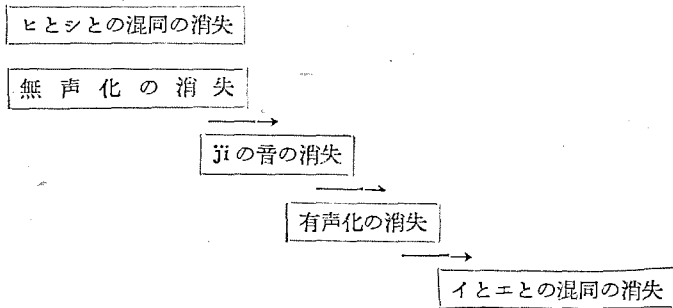 ヒとシとの混同の消失
無声化の消失
→
ji の音の消失
→
有声化の消失
→
イとエとの混同の消失